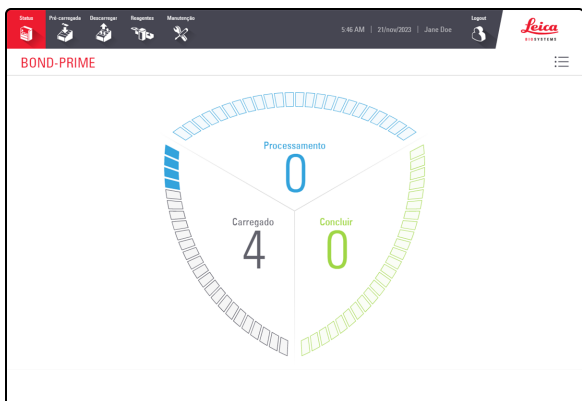 Status Pré-carregada Descarregar Reagentes Manutenção Logout
5:46 AM | 21/nov/2023 | Jane Doe
Leica
BIOSYSTEMS
BOND-PRIME
Processamento
0
Carregado Concluir
4 0